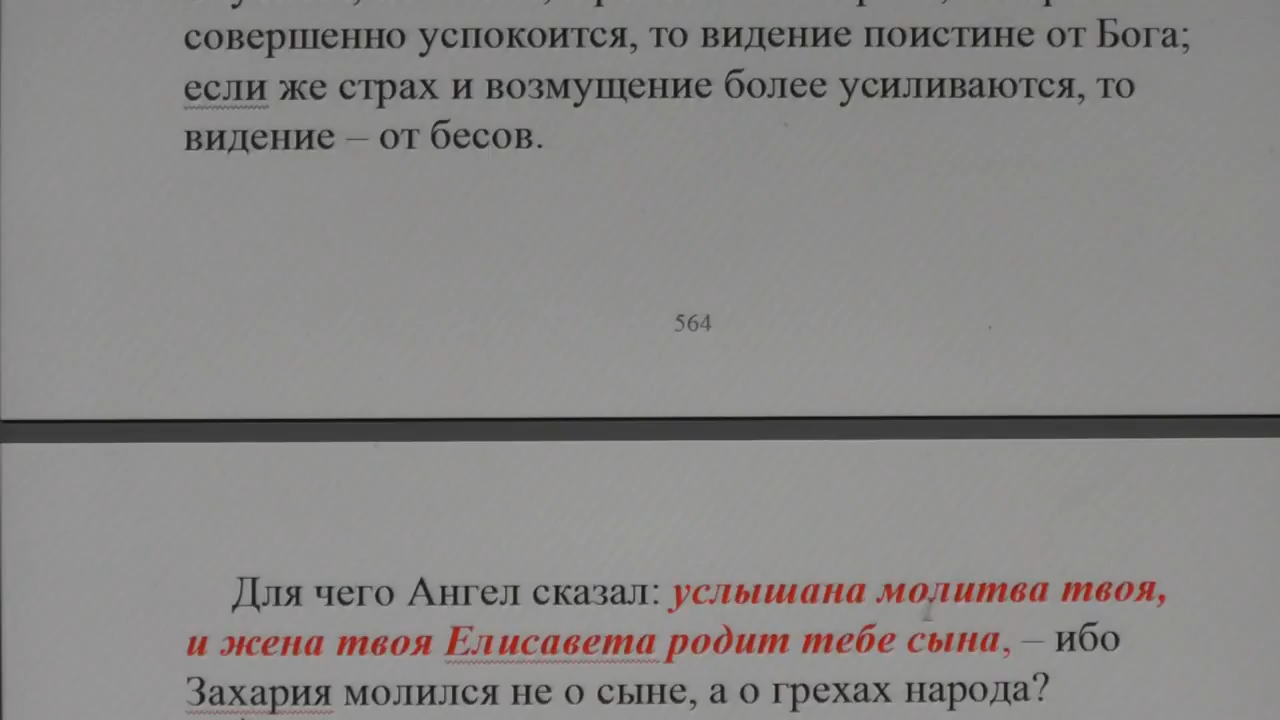 совершенно успокоится, то видение поистине от Бога;
если же страх и возмущение более усиливаются, то
видение – от бесов.
564
Для чего Ангел сказал: услышана молитва твоя,
и жена твоя Елисавета родит тебе сына, – ибо
Захария молился не о сыне, а о грехах народа?